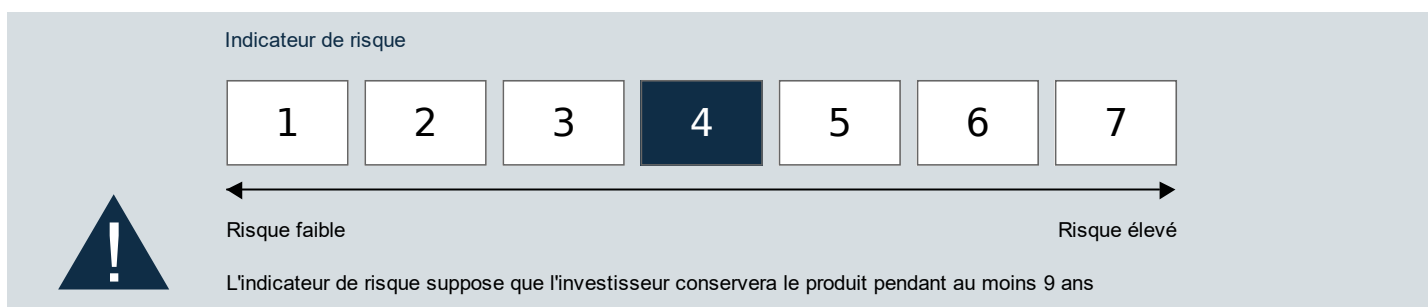 Indicateur de risque
1 2 3 4 5 6 7
Risque faible Risque élevé
!
L'indicateur de risque suppose que l'investisseur conservera le produit pendant au moins 9 ans